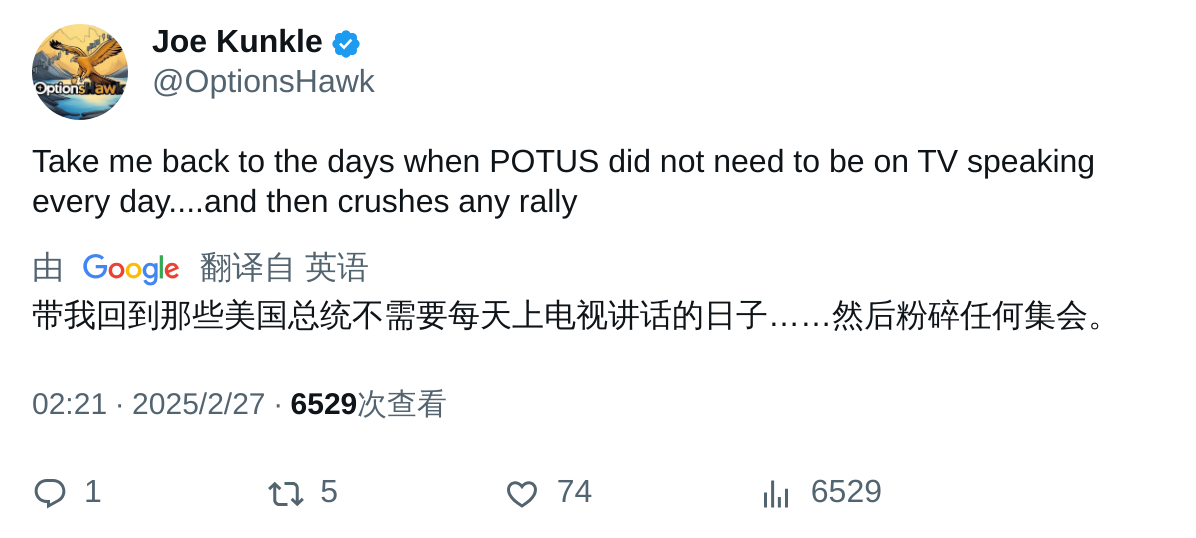 Joe Kunkle
@OptionsHawk
OptionsHawk
Take me back to the days when POTUS did not need to be on TV speaking
every day....and then crushes any rally
由 Google 翻译自 英语
带我回到那些美国总统不需要每天上电视讲话的日子……然后粉碎任何集会。
02:21 · 2025/2/27 · 6529次查看
1 5 74 6529